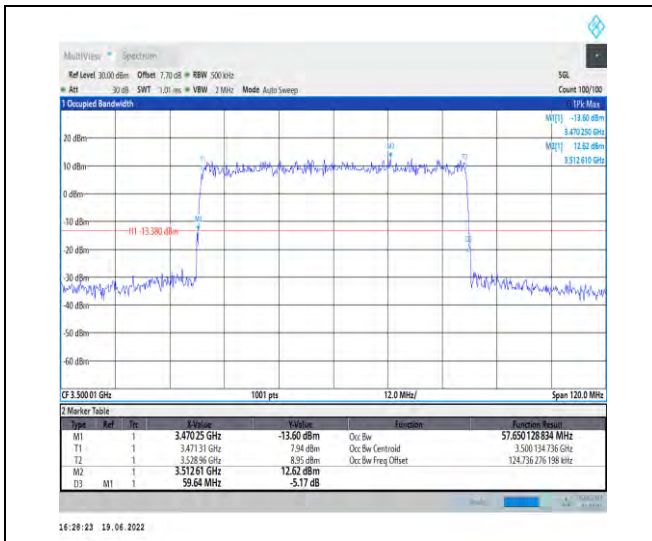 MultiView Spectrum
Ref Level 30.00 dBm Offset 7.70 dB RBW 500 kHz SGL
Att 30 dB SWT 1.01 ms VBW 2 MHz Mode Auto Sweep Count 100/100
1 Occupied Bandwidth 1Pk Max
M1[1] -13.60 dBm
3.470 250 GHz
M2[1] 12.62 dBm
3.512 610 GHz
20 dBm
10 dBm
0 dBm
-10 dBm
H1 -13.380 dBm
-20 dBm
-30 dBm
-40 dBm
-50 dBm
-60 dBm
M1
T1
M2
T2
D3
CF 3.500 01 GHz 1001 pts 12.0 MHz/ Span 120.0 MHz
2 Marker Table
Type Ref Trc X-Value Y-Value Function Function Result
M1 1 3.470 25 GHz -13.60 dBm Occ Bw 57.650 128 834 MHz
T1 1 3.471 31 GHz 7.94 dBm Occ Bw Centroid 3.500 134 736 GHz
T2 1 3.528 96 GHz 8.95 dBm Occ Bw Freq Offset 124.736 276 198 kHz
M2 1 3.512 61 GHz 12.62 dBm
D3 M1 1 59.64 MHz -5.17 dB
16:28:23 19.06.2022